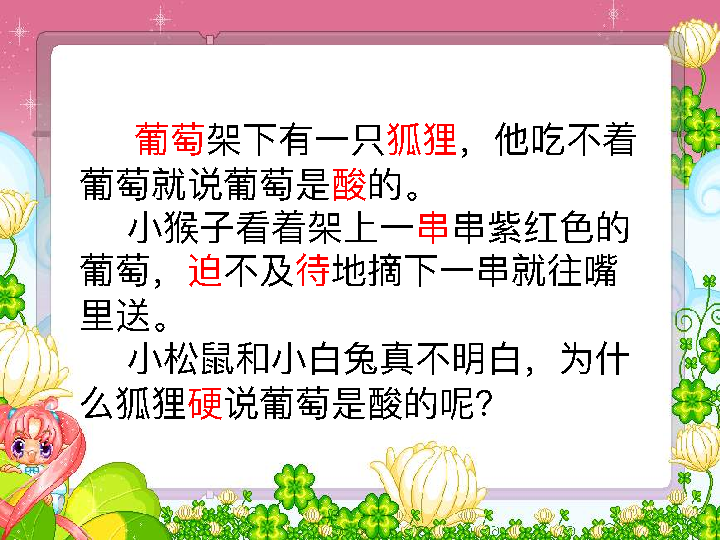 葡萄架下有一只狐狸，他吃不着
葡萄就说葡萄是酸的。
小猴子看着架上一串串紫红色的
葡萄，迫不及待地摘下一串就往嘴
里送。
小松鼠和小白兔真不明白，为什
么狐狸硬说葡萄是酸的呢？